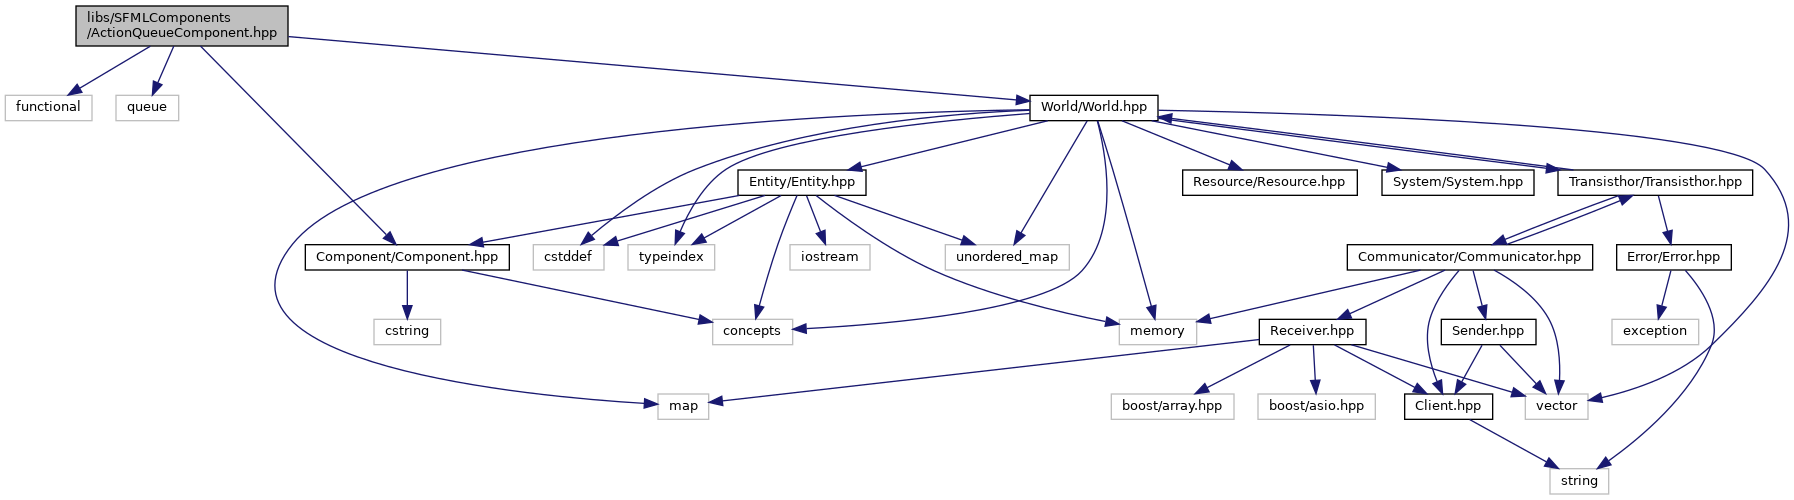 libs/SFMLComponents
/ActionQueueComponent.hpp
functional
queue
World/World.hpp
Entity/Entity.hpp
Resource/Resource.hpp
System/System.hpp
Transisthor/Transisthor.hpp
Component/Component.hpp
cstddef
typeindex
iostream
unordered_map
Communicator/Communicator.hpp
Error/Error.hpp
cstring
concepts
memory
Receiver.hpp
Sender.hpp
exception
map
boost/array.hpp
boost/asio.hpp
Client.hpp
vector
string